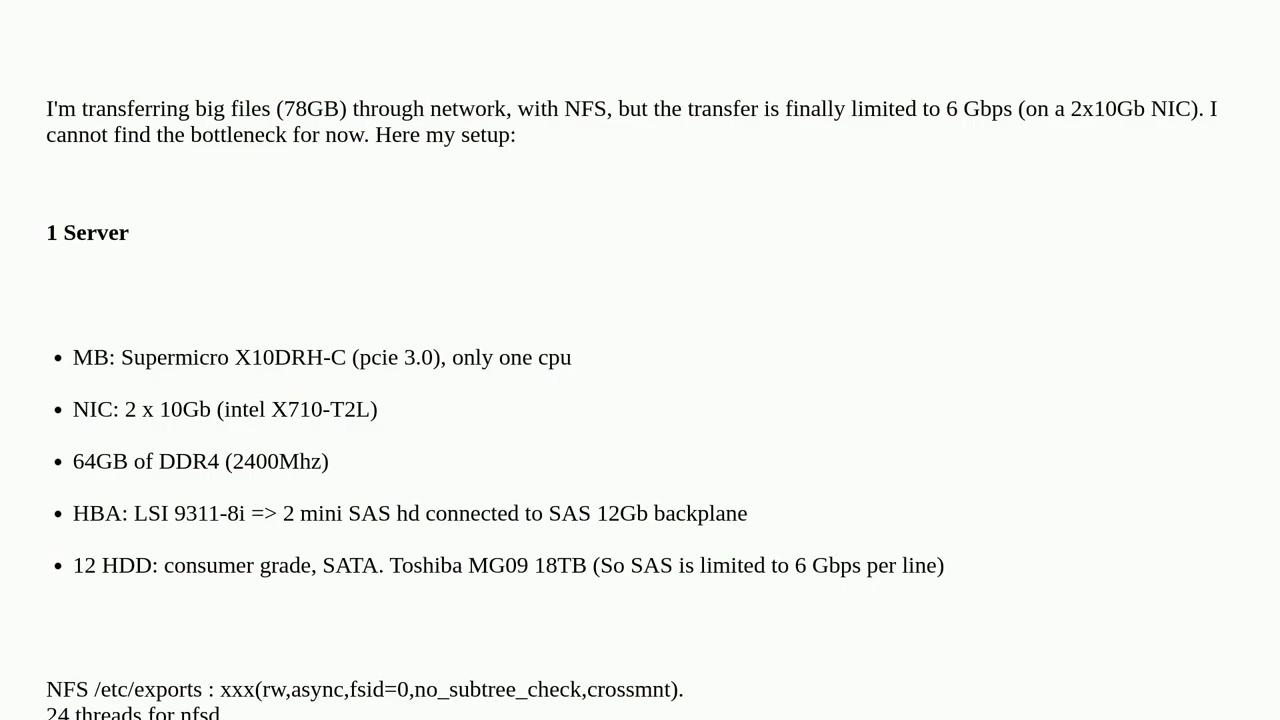 I'm transferring big files (78GB) through network, with NFS, but the transfer is finally limited to 6 Gbps (on a 2x10Gb NIC). I
cannot find the bottleneck for now. Here my setup:
1 Server
• MB: Supermicro X10DRH-C (pcie 3.0), only one cpu
• NIC: 2 x 10Gb (intel X710-T2L)
• 64GB of DDR4 (2400Mhz)
• HBA: LSI 9311-8i => 2 mini SAS hd connected to SAS 12Gb backplane
• 12 HDD: consumer grade, SATA. Toshiba MG09 18TB (So SAS is limited to 6 Gbps per line)
NFS /etc/exports : xxx(rw,async,fsid=0,no_subtree_check,crossmnt).
24 threads for nfsd